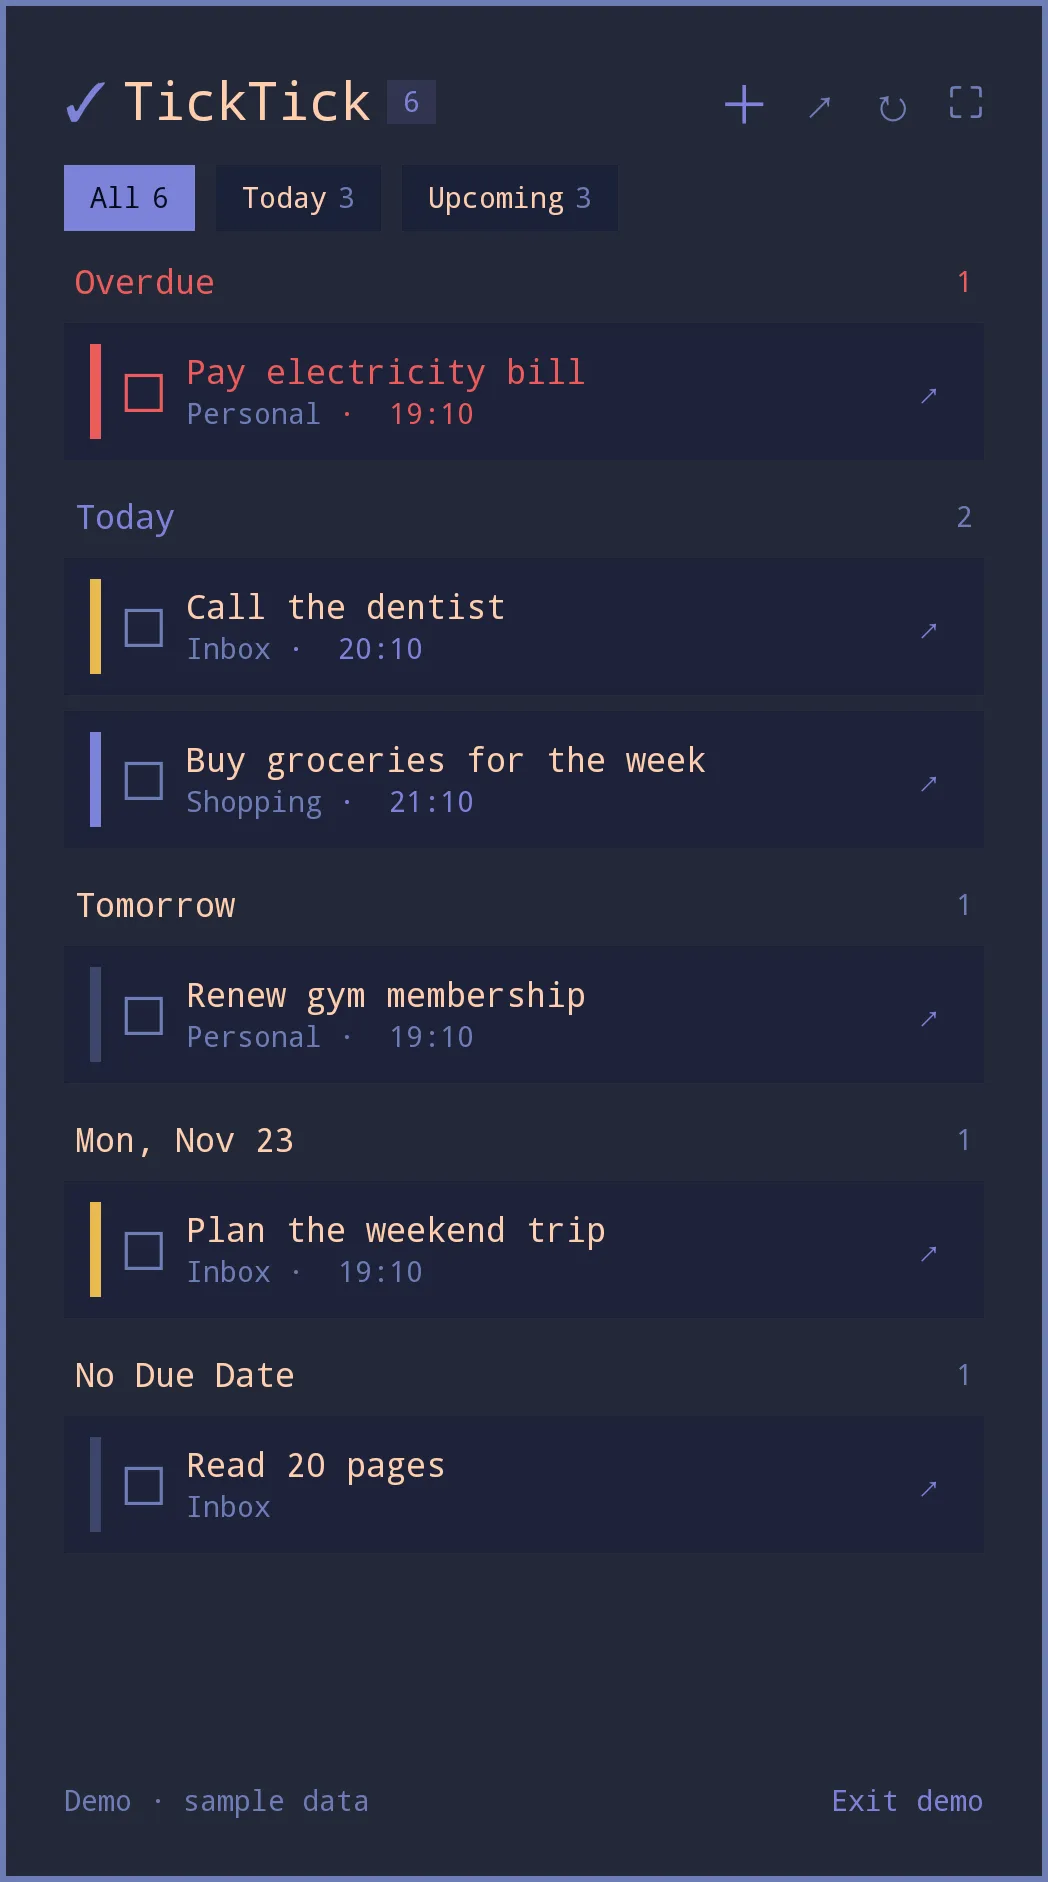 ✓ TickTick 6
All 6 Today 3 Upcoming 3
Overdue 1
Pay electricity bill
Personal · 19:10
Today 2
Call the dentist
Inbox · 20:10
Buy groceries for the week
Shopping · 21:10
Tomorrow 1
Renew gym membership
Personal · 19:10
Mon, Nov 23 1
Plan the weekend trip
Inbox · 19:10
No Due Date 1
Read 20 pages
Inbox
Demo · sample data Exit demo